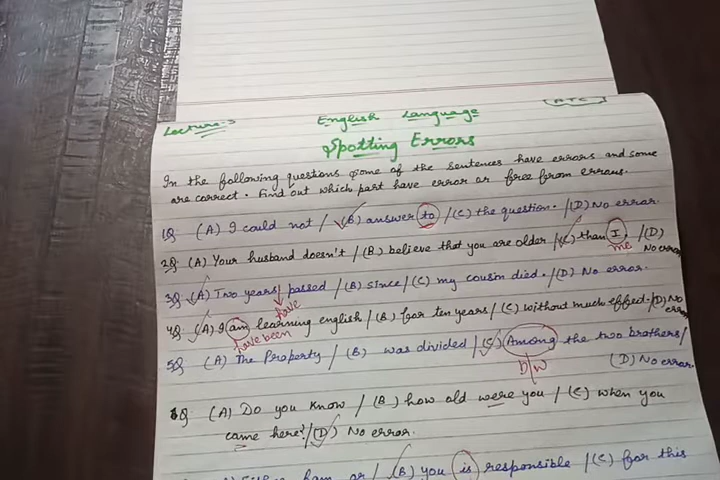 Lecture-5 English Language
Spotting Errors
In the following questions some of the sentences have errors and some
are correct. Find out which part have error or free from errors.
1Q (A) I could not / (B) answer to / (C) the question. / (D) No error.
2Q (A) Your husband doesn't / (B) believe that you are older / (C) than I. / (D) No error
me
3Q (A) Two years passed / (B) since / (C) my cousin died. / (D) No error.
have
4Q (A) I am learning english / (B) for ten years / (C) without much effect. / (D) No error
have been
5Q (A) The Property / (B) was divided / (C) Among the two brothers /
(D) No error
B/W
6Q (A) Do you know / (B) how old were you / (C) when you
came here? / (D) No error.
or / (B) you is responsible / (C) for this